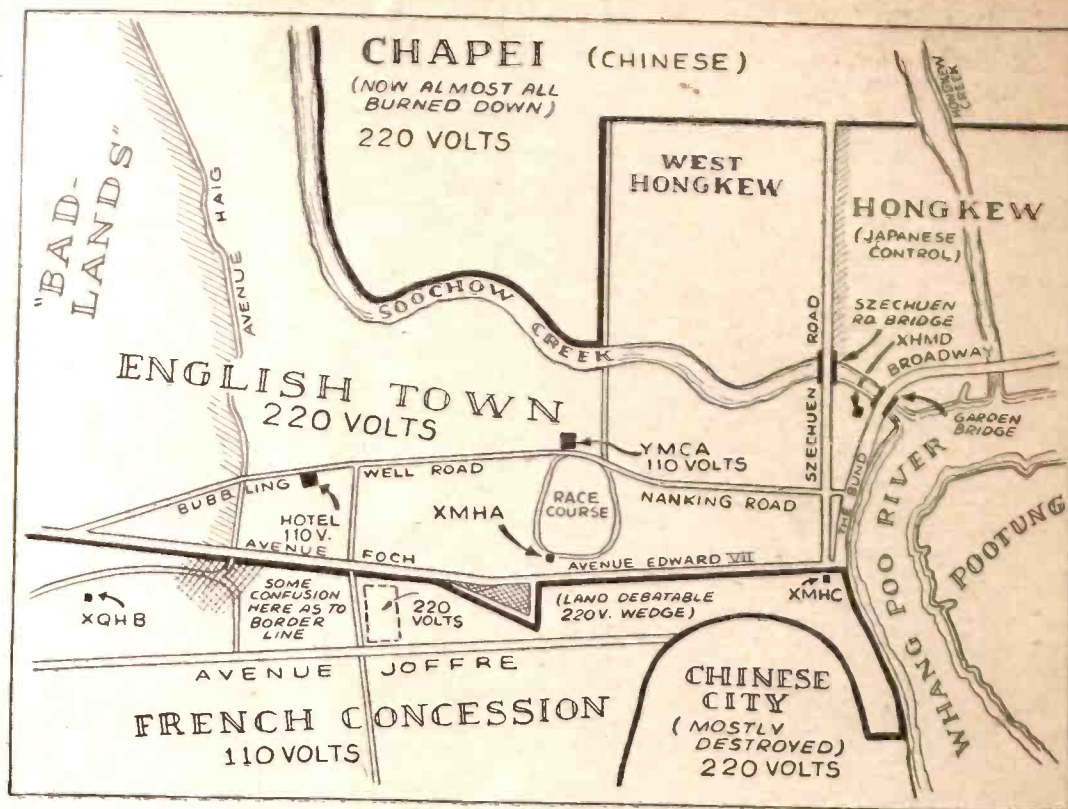 CHAPEI (CHINESE)
(NOW ALMOST ALL
BURNED DOWN)
220 VOLTS
HONGKEW
CREEK
"BAD-
LANDS"
AVENUE HAIG
WEST
HONGKEW
HONGKEW
(JAPANESE
CONTROL)
SOOCHOW
CREEK
SZECHUEN ROAD
SZECHUEN
RD. BRIDGE
XHMD
BROADWAY
GARDEN
BRIDGE
ENGLISH TOWN
220 VOLTS
YMCA
110 VOLTS
BUBBLING WELL ROAD
NANKING ROAD
THE BUND
HOTEL
110 V.
XMHA
RACE
COURSE
AVENUE FOCH
AVENUE EDWARD VII
WHANG POO RIVER
POOTUNG
XQHB
SOME
CONFUSION
HERE AS TO
BORDER
LINE
220
VOLTS
(LAND DEBATABLE
220 V. WEDGE)
XMHC
AVENUE JOFFRE
FRENCH CONCESSION
110 VOLTS
CHINESE
CITY
(MOSTLY
DESTROYED)
220 VOLTS